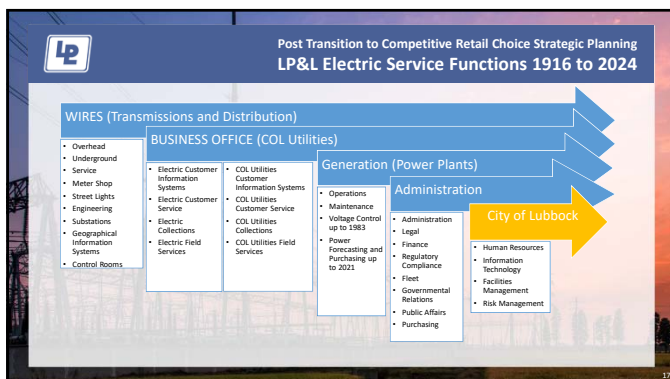 LP&L
Post Transition to Competitive Retail Choice Strategic Planning
LP&L Electric Service Functions 1916 to 2024
WIRES (Transmissions and Distribution)
BUSINESS OFFICE (COL Utilities)
Generation (Power Plants)
Administration
City of Lubbock
• Overhead
• Underground
• Service
• Meter Shop
• Street Lights
• Engineering
• Substations
• Geographical
Information
Systems
• Control Rooms
• Electric Customer
Information
Systems
• Electric Customer
Service
• Electric
Collections
• Electric Field
Services
• COL Utilities
Customer
Information Systems
• COL Utilities
Customer Service
• COL Utilities
Collections
• COL Utilities Field
Services
• Operations
• Maintenance
• Voltage Control
up to 1983
• Power
Forecasting and
Purchasing up
to 2021
• Administration
• Legal
• Finance
• Regulatory
Compliance
• Fleet
• Governmental
Relations
• Public Affairs
• Purchasing
• Human Resources
• Information
Technology
• Facilities
Management
• Risk Management